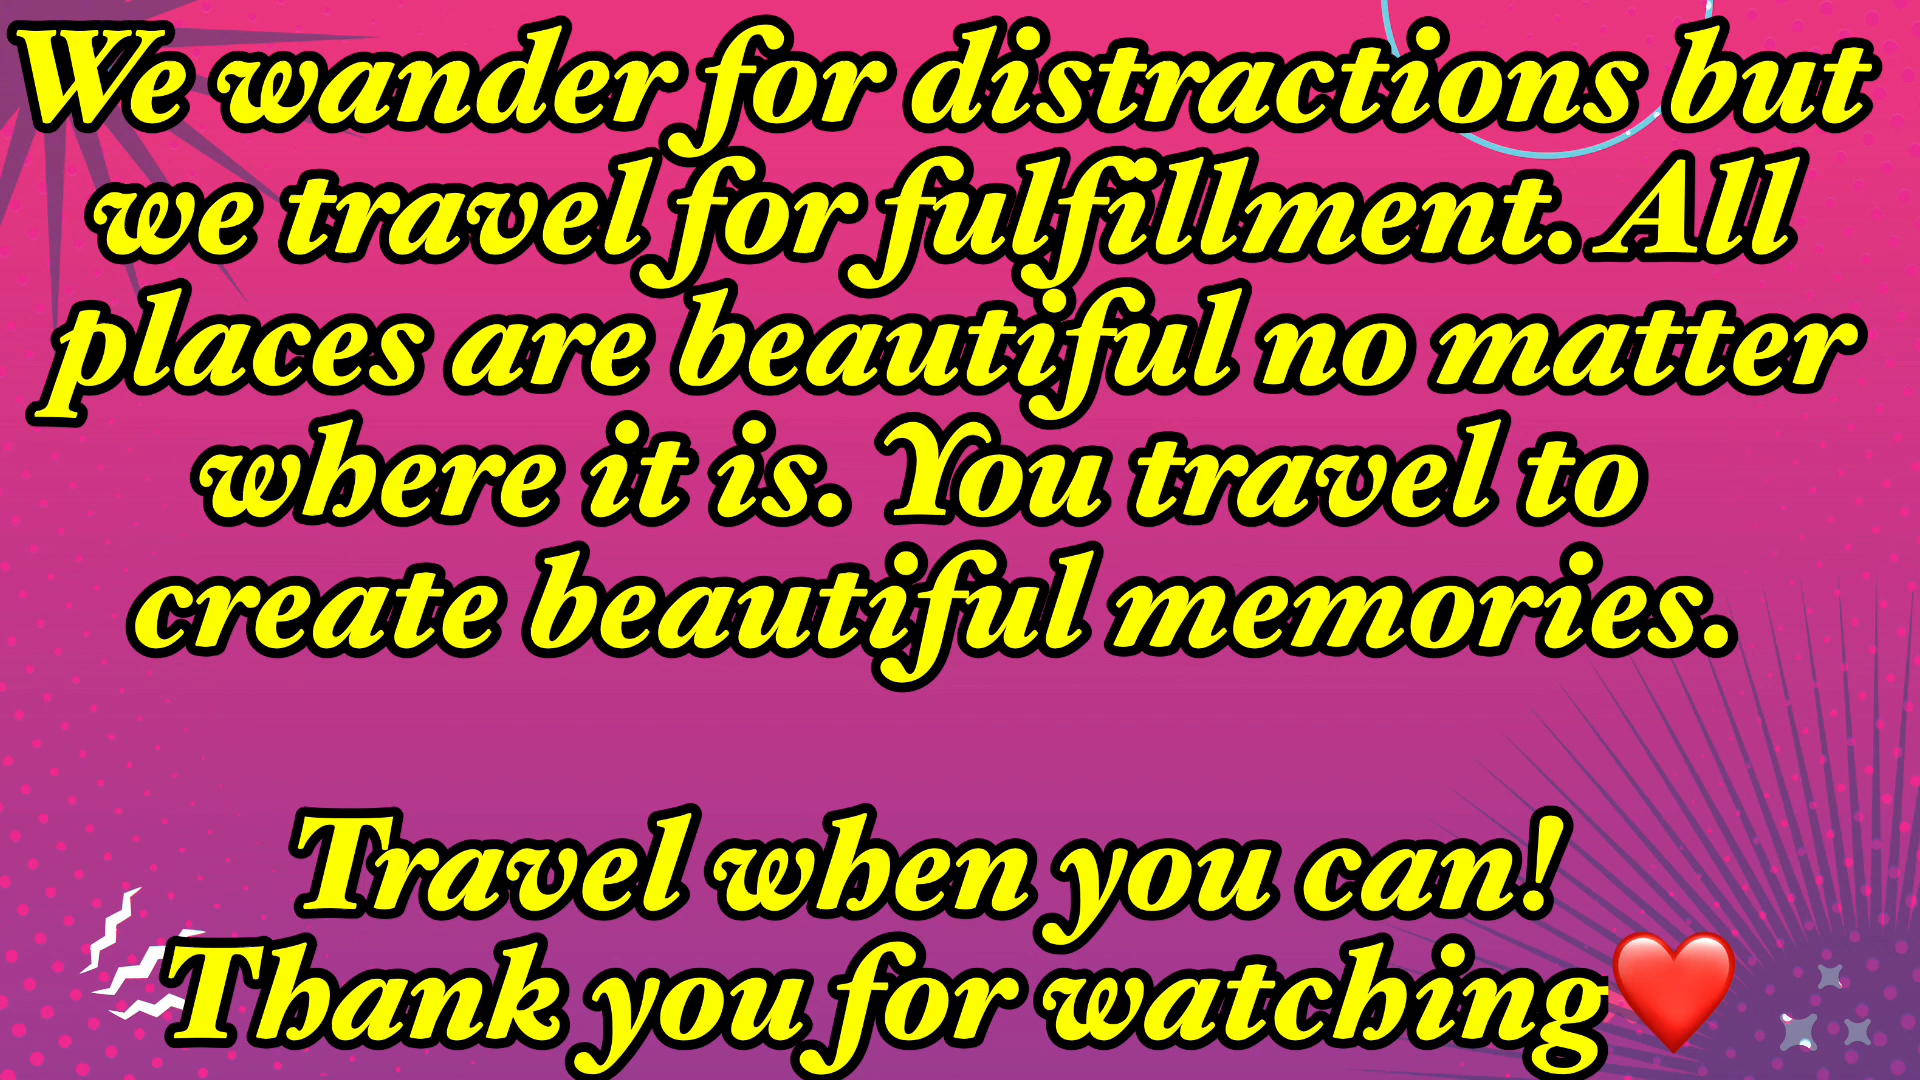 We wander for distractions but
we travel for fulfillment. All
places are beautiful no matter
where it is. You travel to
create beautiful memories.
Travel when you can!
Thank you for watching❤️